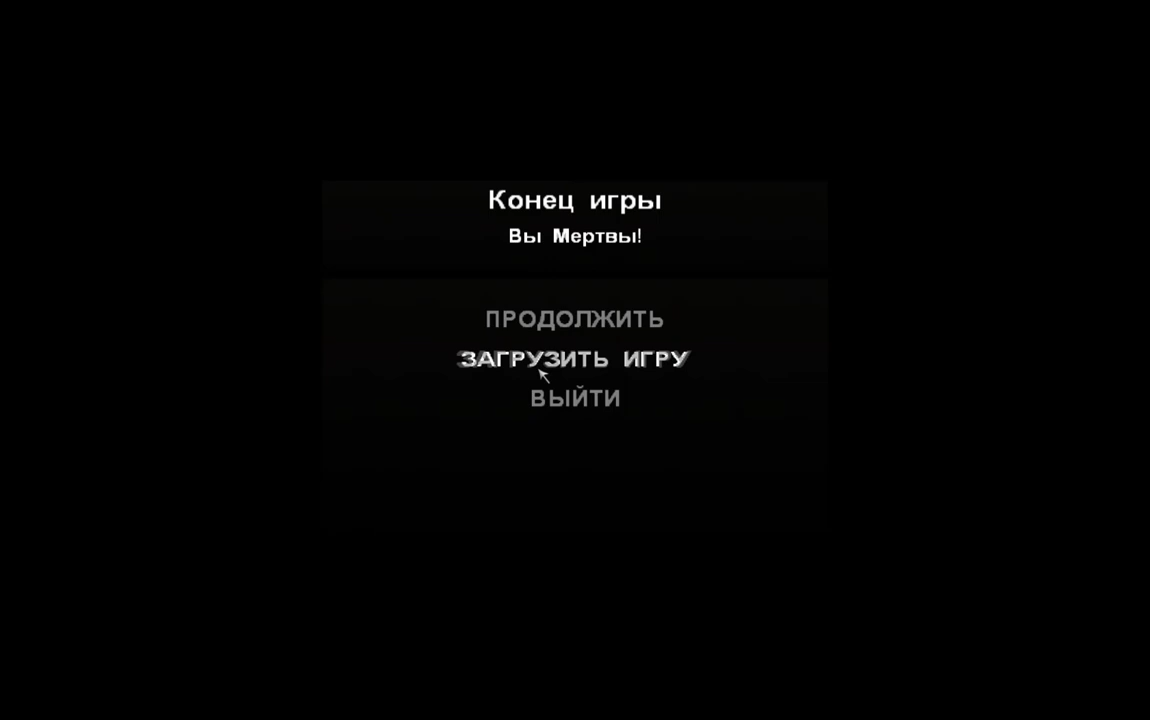 Конец игры
Вы Мертвы!
ПРОДОЛЖИТЬ
ЗАГРУЗИТЬ ИГРУ
ВЫЙТИ